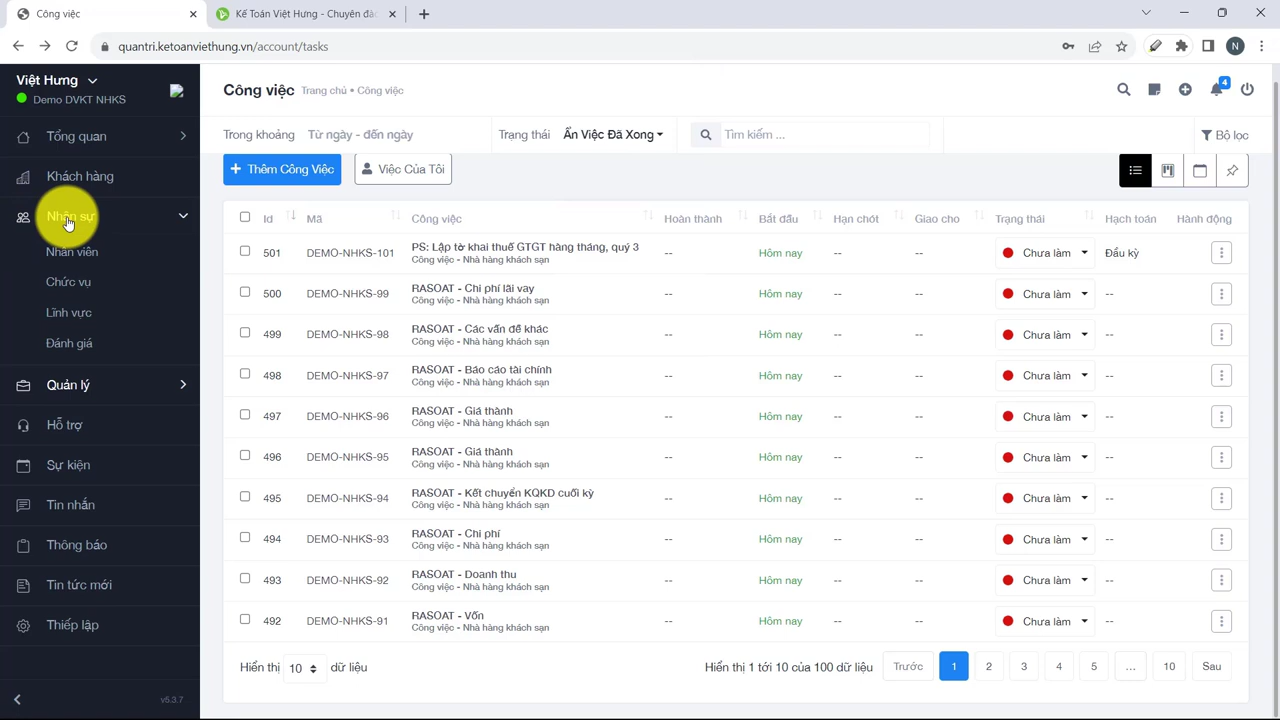 Công việc
Kế Toán Việt Hưng - Chuyên đào
quantri.ketoanviethung.vn/account/tasks
N
Việt Hưng
Demo DVKT NHKS
Tổng quan
Khách hàng
Nhân sự
Nhân viên
Chức vụ
Lĩnh vực
Đánh giá
Quản lý
Hỗ trợ
Sự kiện
Tin nhắn
Thông báo
Tin tức mới
Thiếp lập
v5.3.7
Công việc Trang chủ • Công việc
4
Trong khoảng Từ ngày - đến ngày Trạng thái Ẩn Việc Đã Xong Tìm kiếm ... Bộ lọc
+ Thêm Công Việc Việc Của Tôi
Id Mã Công việc Hoàn thành Bắt đầu Hạn chót Giao cho Trạng thái Hạch toán Hành động
501 DEMO-NHKS-101 PS: Lập tờ khai thuế GTGT hàng tháng, quý 3 -- Hôm nay -- -- Chưa làm Đầu kỳ
Công việc - Nhà hàng khách sạn
500 DEMO-NHKS-99 RASOAT - Chi phí lãi vay -- Hôm nay -- -- Chưa làm --
Công việc - Nhà hàng khách sạn
499 DEMO-NHKS-98 RASOAT - Các vấn đề khác -- Hôm nay -- -- Chưa làm --
Công việc - Nhà hàng khách sạn
498 DEMO-NHKS-97 RASOAT - Báo cáo tài chính -- Hôm nay -- -- Chưa làm --
Công việc - Nhà hàng khách sạn
497 DEMO-NHKS-96 RASOAT - Giá thành -- Hôm nay -- -- Chưa làm --
Công việc - Nhà hàng khách sạn
496 DEMO-NHKS-95 RASOAT - Giá thành -- Hôm nay -- -- Chưa làm --
Công việc - Nhà hàng khách sạn
495 DEMO-NHKS-94 RASOAT - Kết chuyển KQKD cuối kỳ -- Hôm nay -- -- Chưa làm --
Công việc - Nhà hàng khách sạn
494 DEMO-NHKS-93 RASOAT - Chi phí -- Hôm nay -- -- Chưa làm --
Công việc - Nhà hàng khách sạn
493 DEMO-NHKS-92 RASOAT - Doanh thu -- Hôm nay -- -- Chưa làm --
Công việc - Nhà hàng khách sạn
492 DEMO-NHKS-91 RASOAT - Vốn -- Hôm nay -- -- Chưa làm --
Công việc - Nhà hàng khách sạn
Hiển thị 10 dữ liệu Hiển thị 1 tới 10 của 100 dữ liệu Trước 1 2 3 4 5 ... 10 Sau